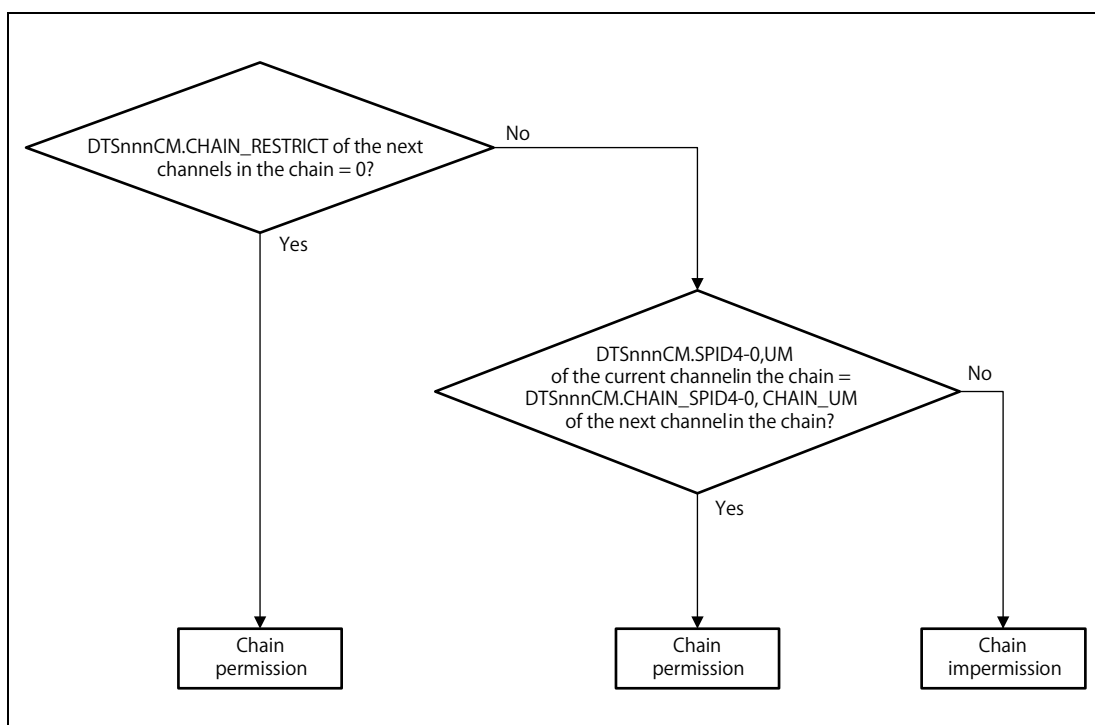 DTSnnnCM.CHAIN_RESTRICT of the next
channels in the chain = 0?
No
Yes
DTSnnnCM.SPID4-0,UM
of the current channelin the chain =
DTSnnnCM.CHAIN_SPID4-0, CHAIN_UM
of the next channelin the chain?
No
Yes
Chain
permission
Chain
permission
Chain
impermission